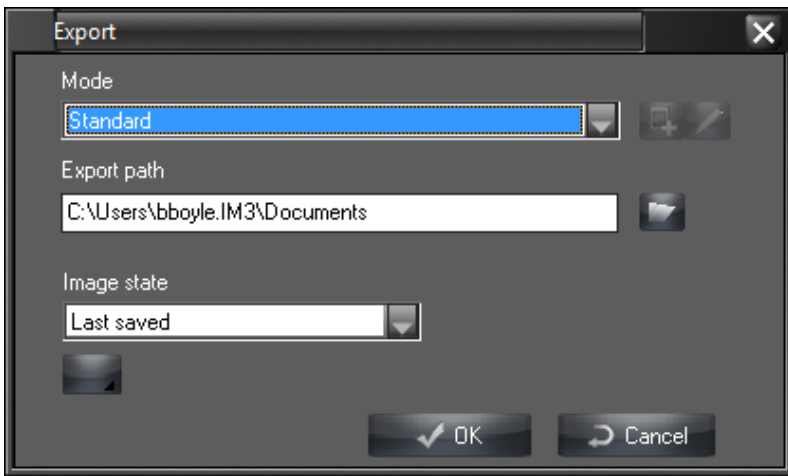 Export
Mode
Standard
Export path
C:\Users\bboyle.IM3\Documents
Image state
Last saved
OK
Cancel